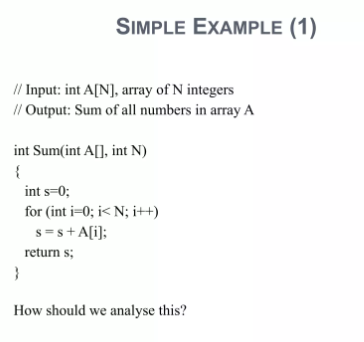 SIMPLE EXAMPLE (1)
// Input: int A[N], array of N integers
// Output: Sum of all numbers in array A
int Sum(int A[], int N)
{
int s=0;
for (int i=0; i< N; i++)
s = s + A[i];
return s;
}
How should we analyse this?